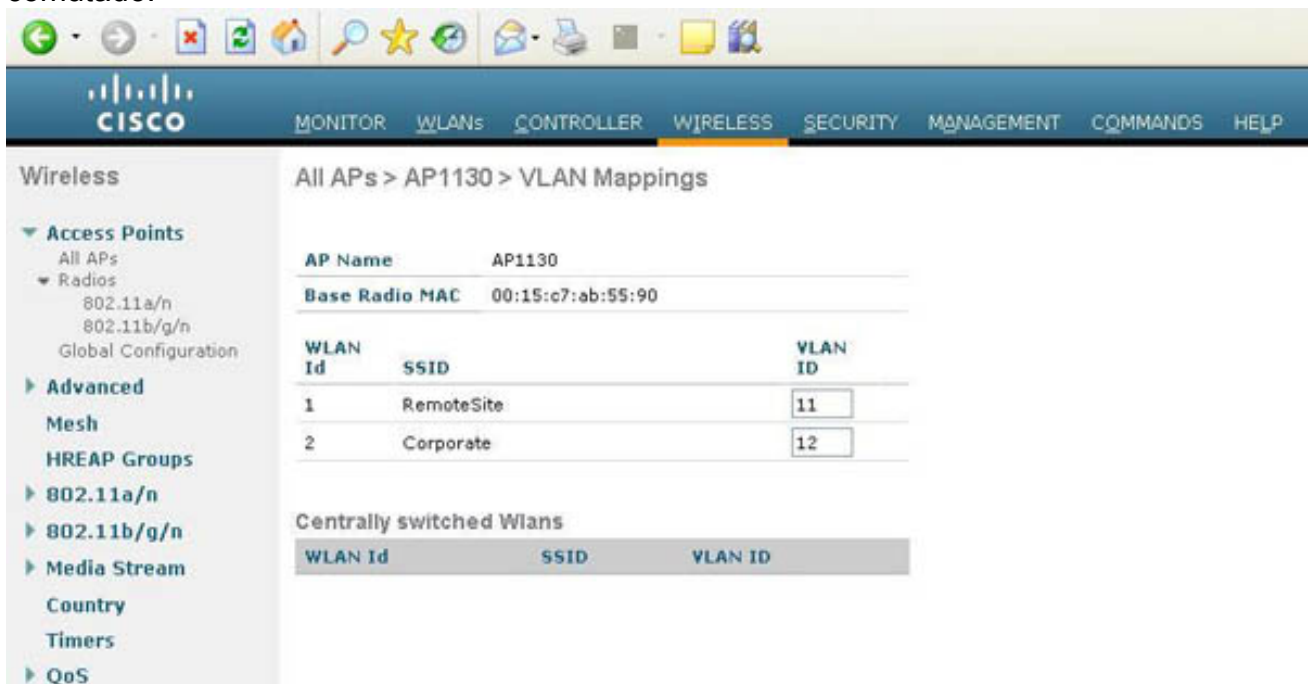 conmutado.
CISCO
MONITOR WLANs CONTROLLER WIRELESS SECURITY MANAGEMENT COMMANDS HELP
Wireless
Access Points
All APs
Radios
802.11a/n
802.11b/g/n
Global Configuration
Advanced
Mesh
HREAP Groups
802.11a/n
802.11b/g/n
Media Stream
Country
Timers
QoS
All APs > AP1130 > VLAN Mappings
AP Name AP1130
Base Radio MAC 00:15:c7:ab:55:90
WLAN Id SSID VLAN ID
1 RemoteSite 11
2 Corporate 12
Centrally switched Wlans
WLAN Id SSID VLAN ID